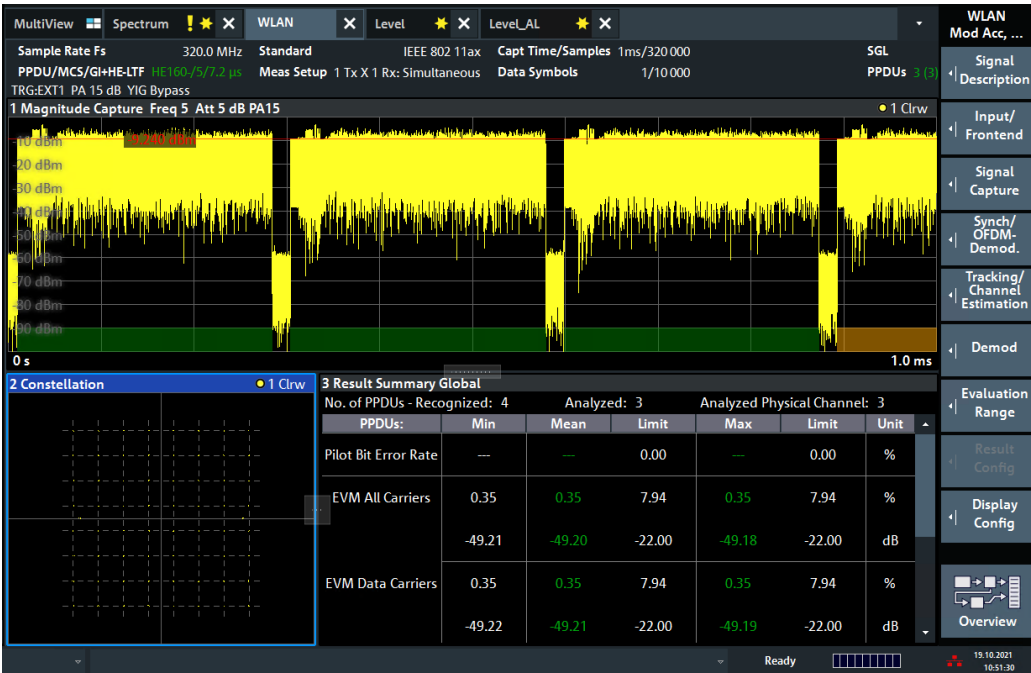 MultiView Spectrum ! WLAN X Level X Level_AL X
WLAN
Mod Acc, ...
Sample Rate Fs 320.0 MHz Standard IEEE 802 11ax Capt Time/Samples 1ms/320 000 SGL
PPDU/MCS/GI+HE-LTF HE160-/5/7.2 µs Meas Setup 1 Tx X 1 Rx: Simultaneous Data Symbols 1/10 000 PPDUs 3 (3)
TRG:EXT1 PA 15 dB YIG Bypass
1 Magnitude Capture Freq 5 Att 5 dB PA15 1 Clrw
-10 dBm
-20 dBm
-30 dBm
-40 dBm
-50 dBm
-60 dBm
-70 dBm
-80 dBm
-90 dBm
0 s 1.0 ms
2 Constellation 1 Clrw
3 Result Summary Global
No. of PPDUs - Recognized: 4 Analyzed: 3 Analyzed Physical Channel: 3
PPDUs: Min Mean Limit Max Limit Unit
Pilot Bit Error Rate --- --- 0.00 --- 0.00 %
EVM All Carriers 0.35 0.35 7.94 0.35 7.94 %
-49.21 -49.20 -22.00 -49.18 -22.00 dB
EVM Data Carriers 0.35 0.35 7.94 0.35 7.94 %
-49.22 -49.21 -22.00 -49.19 -22.00 dB
Signal
Description
Input/
Frontend
Signal
Capture
Synch/
OFDM-
Demod.
Tracking/
Channel
Estimation
Demod
Evaluation
Range
Result
Config
Display
Config
Overview
Ready
19.10.2021
10:51:30